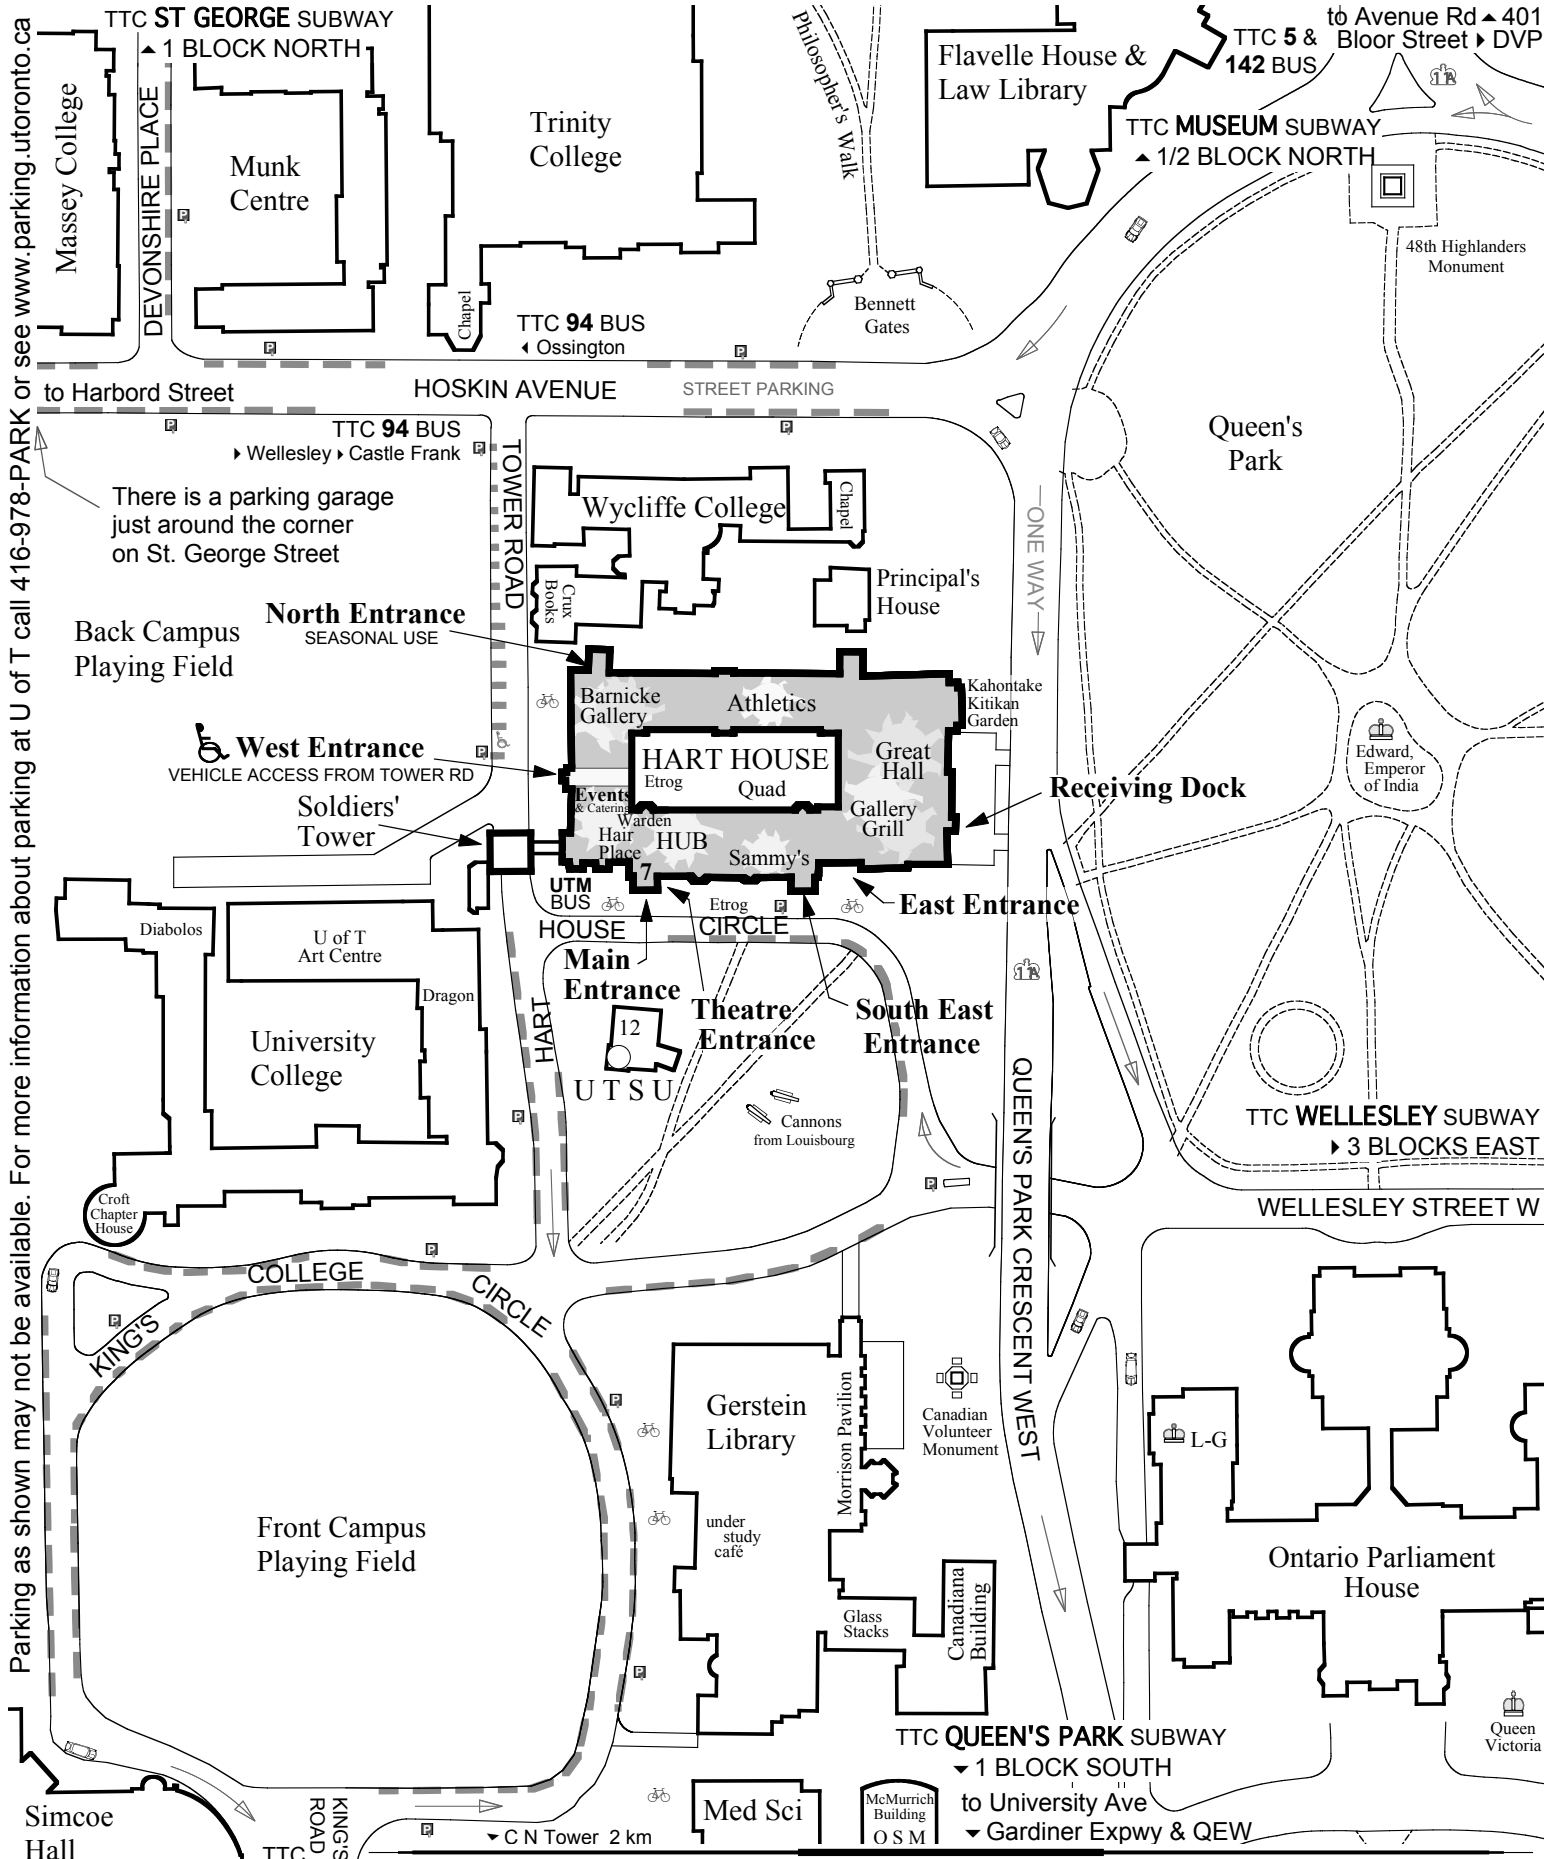 Parking as shown may not be available. For more information about parking at U of T call 416-978-PARK or see www.parking.utoronto.ca
TTC ST GEORGE SUBWAY
▲ 1 BLOCK NORTH
Massey College
DEVONSHIRE PLACE
Munk
Centre
Trinity
College
Chapel
Philosopher's Walk
Flavelle House &
Law Library
TTC 5 &
142 BUS
to Avenue Rd ▲ 401
Bloor Street ▶ DVP
TTC MUSEUM SUBWAY
▲ 1/2 BLOCK NORTH
48th Highlanders
Monument
Bennett
Gates
TTC 94 BUS
◀ Ossington
to Harbord Street
HOSKIN AVENUE
STREET PARKING
TTC 94 BUS
▶ Wellesley ▶ Castle Frank
There is a parking garage
just around the corner
on St. George Street
TOWER ROAD
Wycliffe College
Chapel
Crux
Books
Principal's
House
ONE WAY
Queen's
Park
Back Campus
Playing Field
North Entrance
SEASONAL USE
West Entrance
VEHICLE ACCESS FROM TOWER RD
Soldiers'
Tower
Barnicke
Gallery
Athletics
HART HOUSE
Etrog
Quad
Great
Hall
Gallery
Grill
Events
& Catering
Warden
Hair
Place
HUB
Sammy's
7
Kahontake
Kitikan
Garden
Receiving Dock
Edward,
Emperor
of India
UTM
BUS
Etrog
East Entrance
HART
HOUSE
CIRCLE
Main
Entrance
Theatre
Entrance
South East
Entrance
Diabolos
U of T
Art Centre
Dragon
University
College
12
U T S U
Cannons
from Louisbourg
Croft
Chapter
House
QUEEN'S PARK CRESCENT WEST
TTC WELLESLEY SUBWAY
▶ 3 BLOCKS EAST
WELLESLEY STREET W
KING'S
COLLEGE
CIRCLE
Gerstein
Library
Morrison Pavilion
Canadian
Volunteer
Monument
L-G
under
study
café
Front Campus
Playing Field
Glass
Stacks
Canadiana
Building
Ontario Parliament
House
Queen
Victoria
TTC QUEEN'S PARK SUBWAY
▼ 1 BLOCK SOUTH
to University Ave
▼ Gardiner Expwy & QEW
Simcoe
Hall
KING'S
ROAD
TTC
▼ C N Tower 2 km
Med Sci
McMurrich
Building
O S M